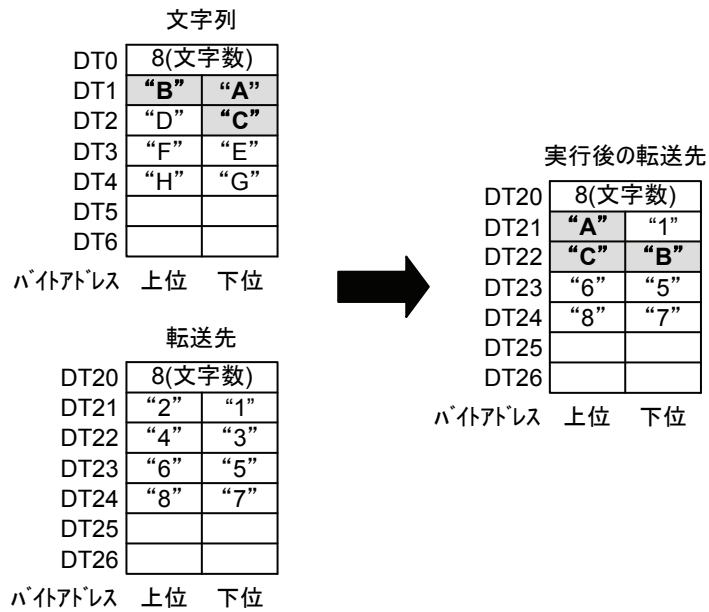 文字列
DT0 8(文字数)
DT1 “B” “A”
DT2 “D” “C”
DT3 “F” “E”
DT4 “H” “G”
DT5
DT6
バイトアドレス 上位 下位
転送先
DT20 8(文字数)
DT21 “2” “1”
DT22 “4” “3”
DT23 “6” “5”
DT24 “8” “7”
DT25
DT26
バイトアドレス 上位 下位
実行後の転送先
DT20 8(文字数)
DT21 “A” “1”
DT22 “C” “B”
DT23 “6” “5”
DT24 “8” “7”
DT25
DT26
バイトアドレス 上位 下位